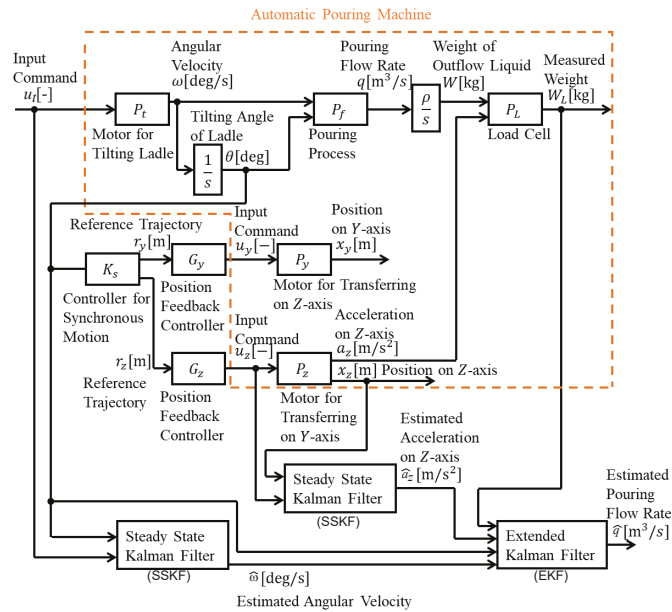 Automatic Pouring Machine
Input
Command
u_t[-]
Angular
Velocity
ω[deg/s]
Pouring
Flow Rate
q[m³/s]
Weight of
Outflow Liquid
W[kg]
Measured
Weight
W_L[kg]
P_t
Motor for
Tilting Ladle
Tilting Angle
of Ladle
θ[deg]
1/s
P_f
Pouring
Process
ρ/s
P_L
Load Cell
Reference Trajectory
r_y[m]
Input
Command
u_y[−]
Position
on Y-axis
x_y[m]
K_s
G_y
P_y
Controller for
Synchronous
Motion
Position
Feedback
Controller
Motor for Transferring
on Z-axis
Input
Command
u_z[−]
Acceleration
on Z-axis
a_z[m/s²]
r_z[m]
Reference
Trajectory
G_z
P_z
x_z[m] Position on Z-axis
Position
Feedback
Controller
Motor for
Transferring
on Y-axis
Estimated
Acceleration
on Z-axis
â_z[m/s²]
Steady State
Kalman Filter
(SSKF)
Estimated
Pouring
Flow Rate
q̂[m³/s]
Steady State
Kalman Filter
(SSKF)
Extended
Kalman Filter
(EKF)
ω̂[deg/s]
Estimated Angular Velocity